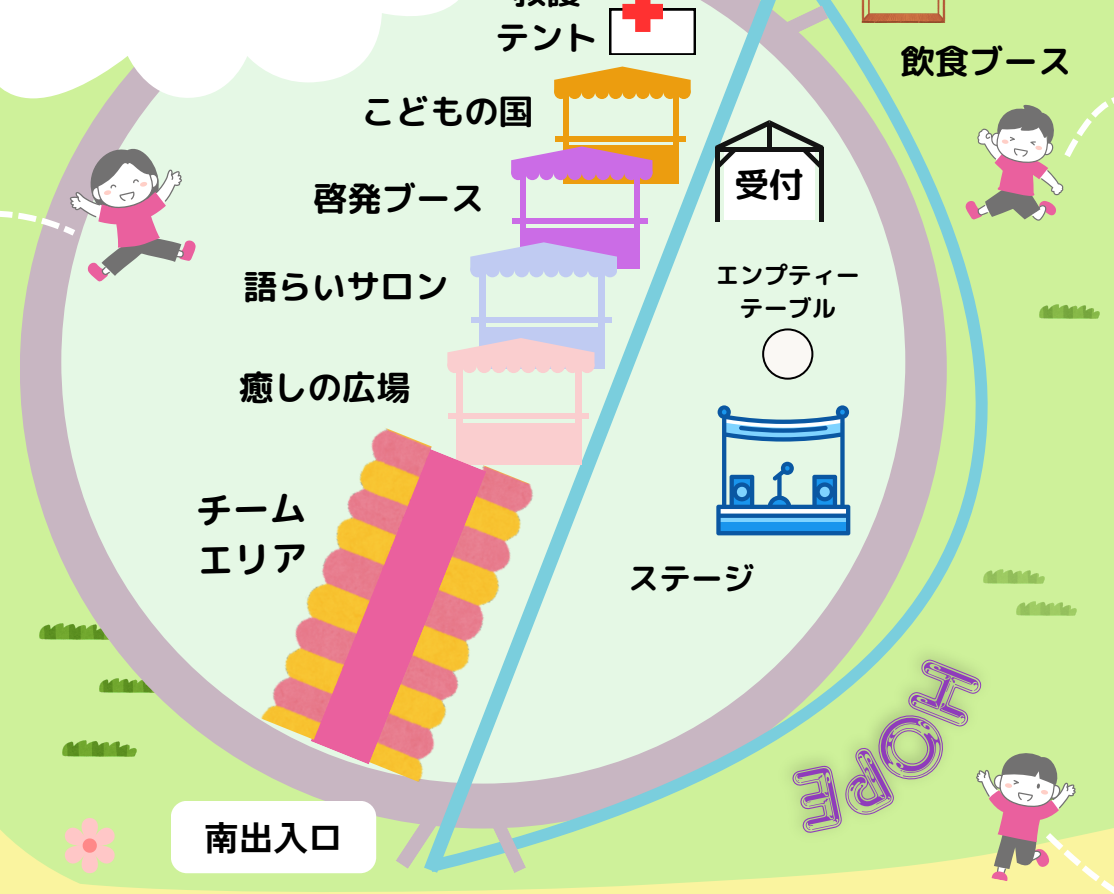 救護
テント
飲食ブース
こどもの国
受付
啓発ブース
エンプティー
テーブル
語らいサロン
癒しの広場
チーム
エリア
ステージ
HOPE
南出入口